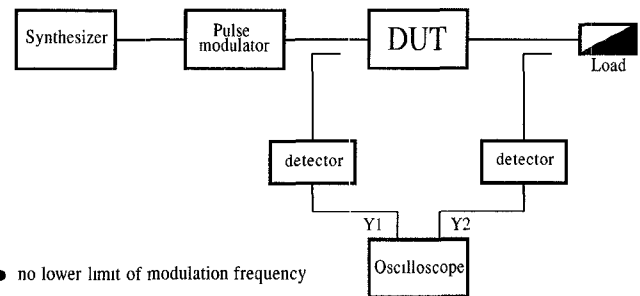 Synthesizer
Pulse
modulator
DUT
Load
detector
detector
Y1
Y2
Oscilloscope
● no lower limit of modulation frequency